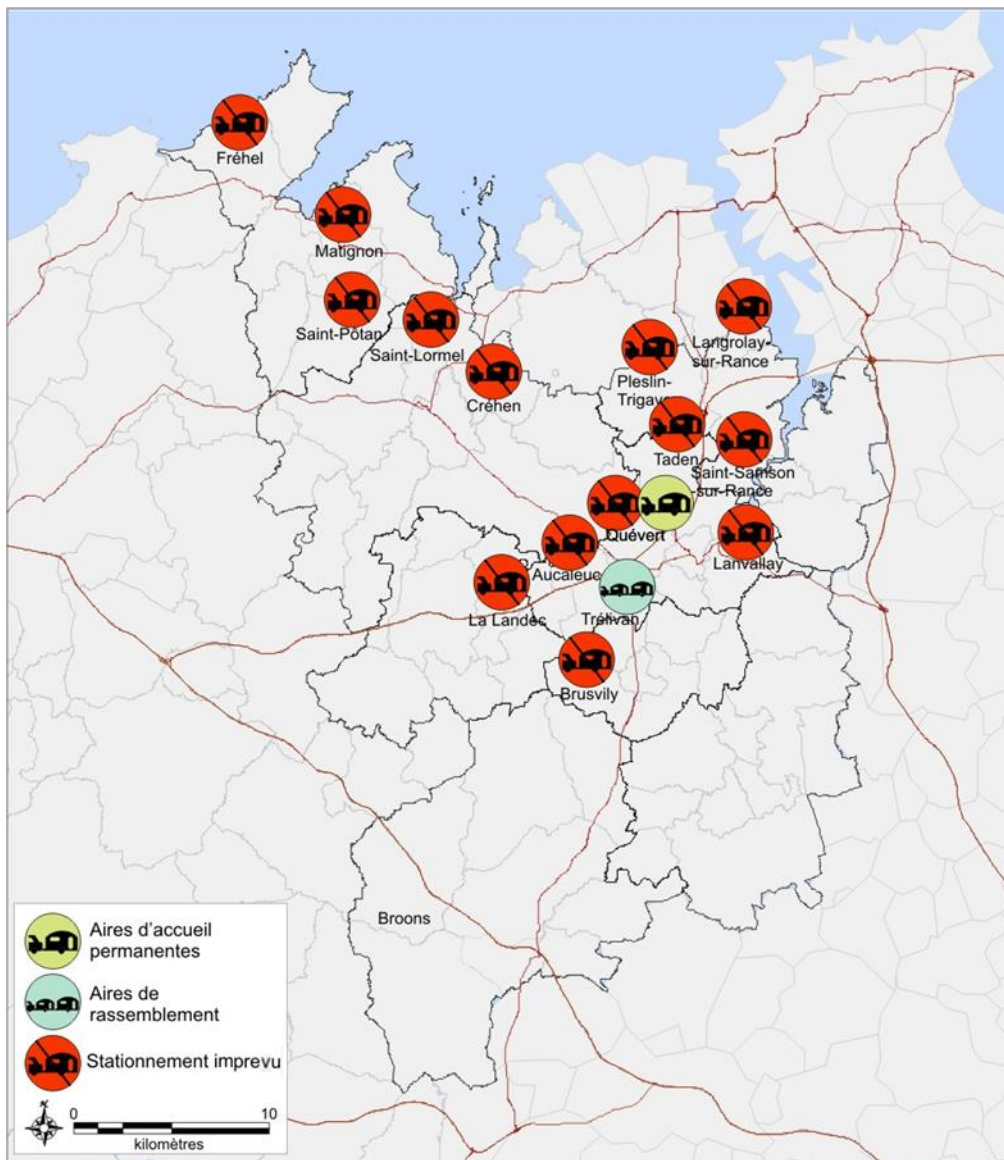 Fréhel
Matignon
Saint-Pôtan
Saint-Lormel
Créhen
Langrolay
-sur-Rance
Pleslin-
Trigavo
Taden
Saint-Samson
-sur-Rance
Quévert
Lanvallay
Aucaleuc
La Landec
Trélivan
Brusvily
Broons
Aires d'accueil
permanentes
Aires de
rassemblement
Stationnement imprevu
0 10
kilomètres